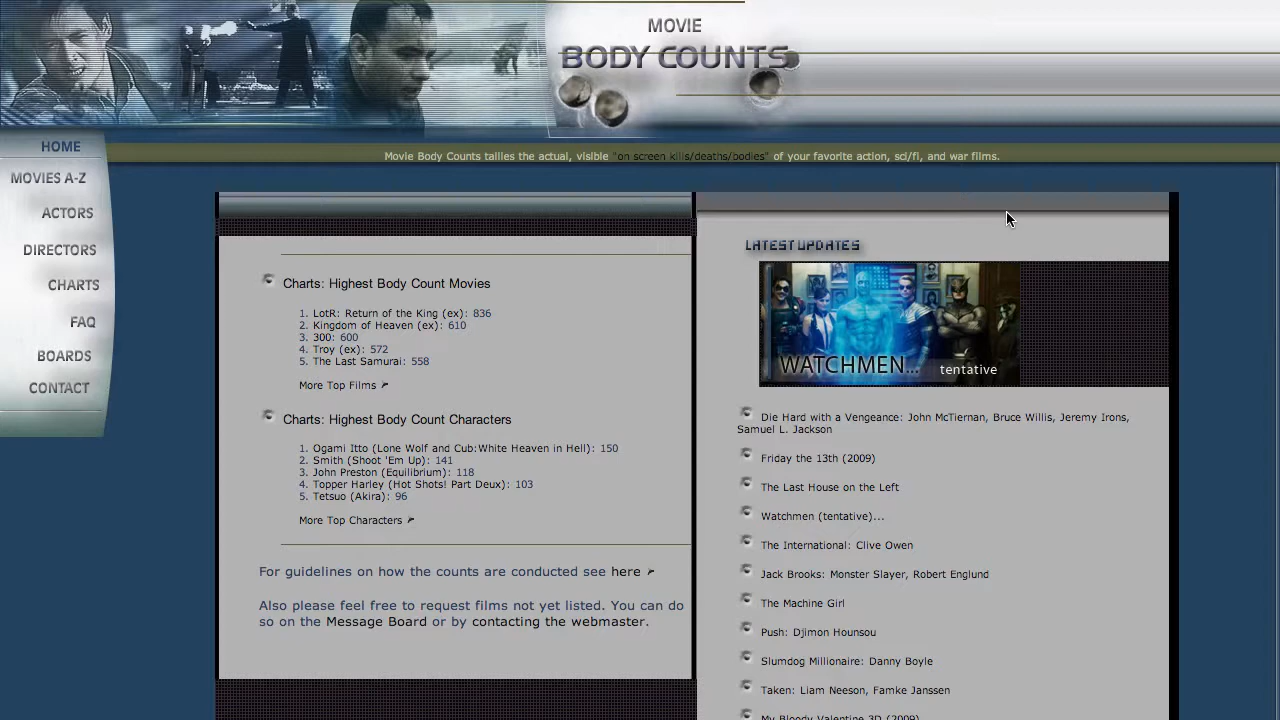 MOVIE
BODY COUNTS
HOME
MOVIES A-Z
ACTORS
DIRECTORS
CHARTS
FAQ
BOARDS
CONTACT
Movie Body Counts tallies the actual, visible "on screen kills/deaths/bodies" of your favorite action, sci/fi, and war films.
Charts: Highest Body Count Movies
1. LotR: Return of the King (ex): 836
2. Kingdom of Heaven (ex): 610
3. 300: 600
4. Troy (ex): 572
5. The Last Samurai: 558
More Top Films
Charts: Highest Body Count Characters
1. Ogami Itto (Lone Wolf and Cub:White Heaven in Hell): 150
2. Smith (Shoot 'Em Up): 141
3. John Preston (Equilibrium): 118
4. Topper Harley (Hot Shots! Part Deux): 103
5. Tetsuo (Akira): 96
More Top Characters
For guidelines on how the counts are conducted see here
Also please feel free to request films not yet listed. You can do
so on the Message Board or by contacting the webmaster.
LATEST UPDATES
WATCHMEN... tentative
Die Hard with a Vengeance: John McTiernan, Bruce Willis, Jeremy Irons,
Samuel L. Jackson
Friday the 13th (2009)
The Last House on the Left
Watchmen (tentative)...
The International: Clive Owen
Jack Brooks: Monster Slayer, Robert Englund
The Machine Girl
Push: Djimon Hounsou
Slumdog Millionaire: Danny Boyle
Taken: Liam Neeson, Famke Janssen
My Bloody Valentine 3D (2009)